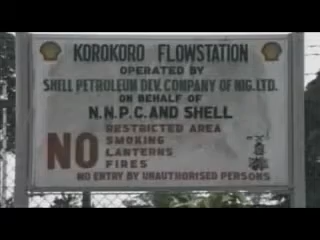 KOROKORO FLOWSTATION
OPERATED BY
SHELL PETROLEUM DEV. COMPANY OF NIG. LTD.
ON BEHALF OF
N.N.P.C. AND SHELL
NO RESTRICTED AREA
SMOKING
LANTERNS
FIRES
NO ENTRY BY UNAUTHORISED PERSONS